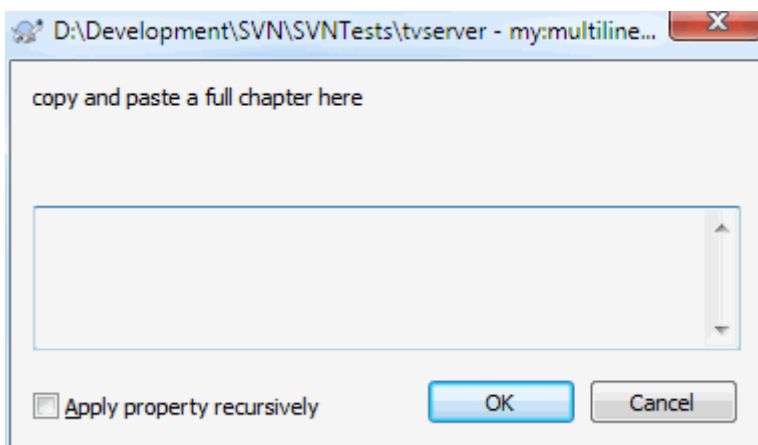 D:\Development\SVN\SVNTests\tvserver - my:multiline...
copy and paste a full chapter here
Apply property recursively
OK
Cancel